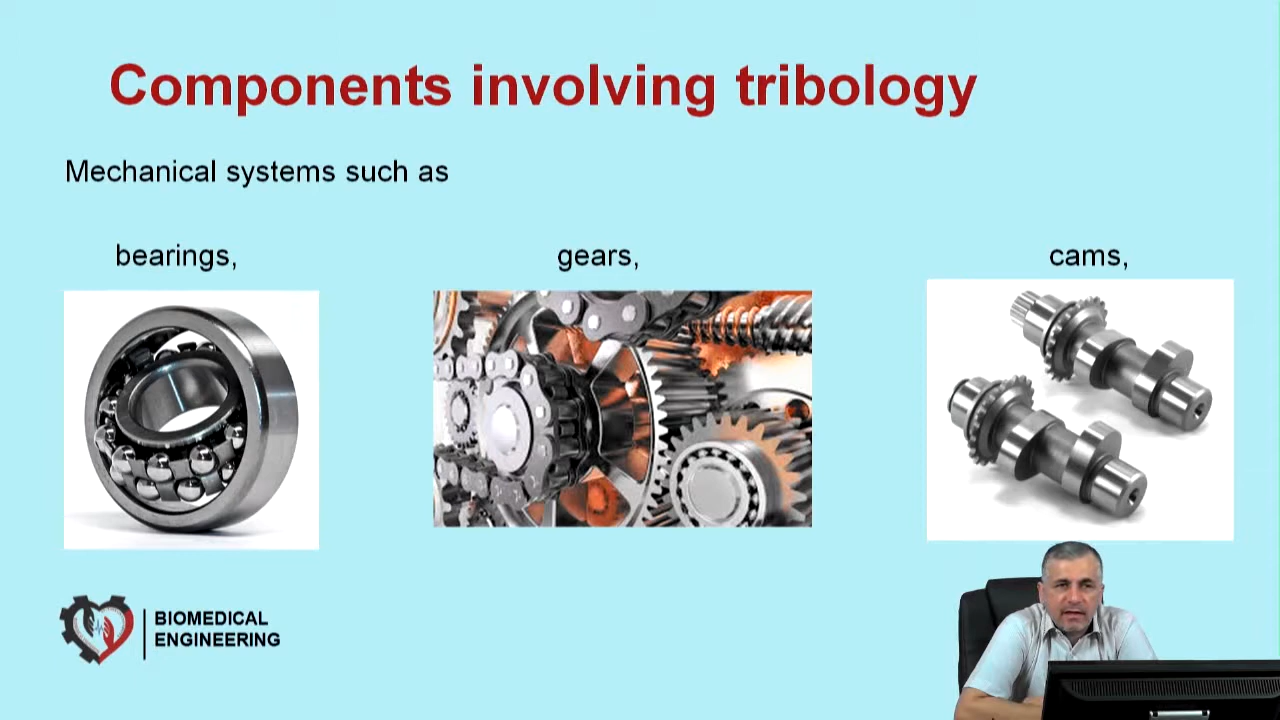 Components involving tribology
Mechanical systems such as
bearings,
gears,
cams,
BIOMEDICAL
ENGINEERING